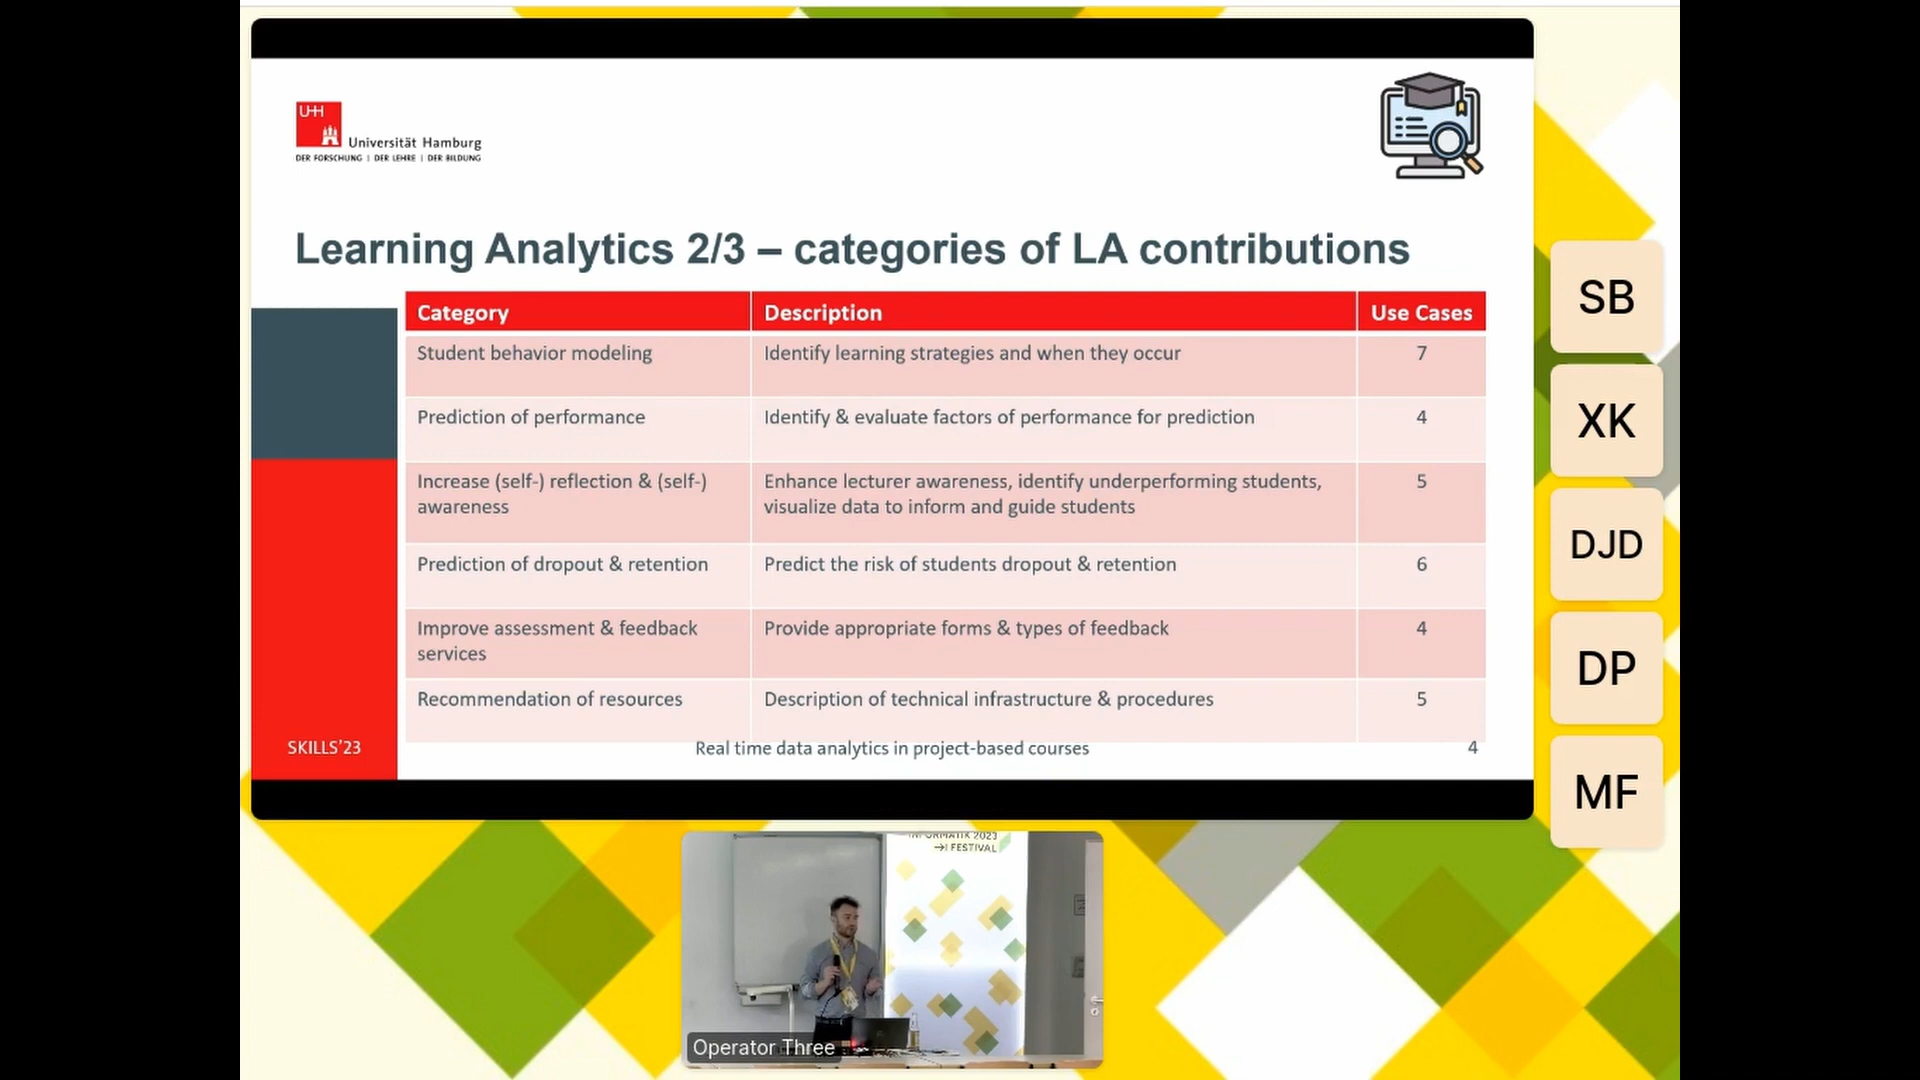 UHH
Universität Hamburg
DER FORSCHUNG | DER LEHRE | DER BILDUNG
Learning Analytics 2/3 – categories of LA contributions
Category Description Use Cases
Student behavior modeling Identify learning strategies and when they occur 7
Prediction of performance Identify & evaluate factors of performance for prediction 4
Increase (self-) reflection & (self-) Enhance lecturer awareness, identify underperforming students, 5
awareness visualize data to inform and guide students
Prediction of dropout & retention Predict the risk of students dropout & retention 6
Improve assessment & feedback Provide appropriate forms & types of feedback 4
services
Recommendation of resources Description of technical infrastructure & procedures 5
SKILLS'23 Real time data analytics in project-based courses 4
SB
XK
DJD
DP
MF
INFORMATIK 2023
I FESTIVAL
Operator Three